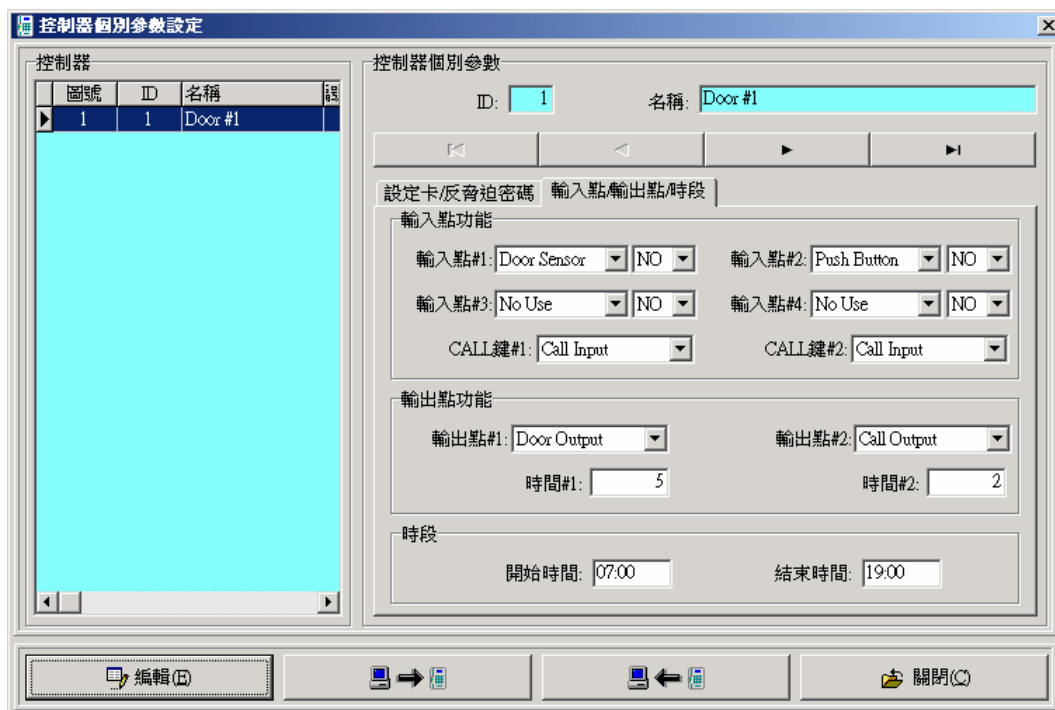 控制器個別參數設定
控制器
圖號 ID 名稱
1 1 Door #1
控制器個別參數
ID: 1 名稱: Door #1
設定卡/反脅迫密碼 輸入點/輸出點/時段
輸入點功能
輸入點#1: Door Sensor NO 輸入點#2: Push Button NO
輸入點#3: No Use NO 輸入點#4: No Use NO
CALL鍵#1: Call Input CALL鍵#2: Call Input
輸出點功能
輸出點#1: Door Output 輸出點#2: Call Output
時間#1: 5 時間#2: 2
時段
開始時間: 07:00 結束時間: 19:00
編輯(E) 關閉(C)